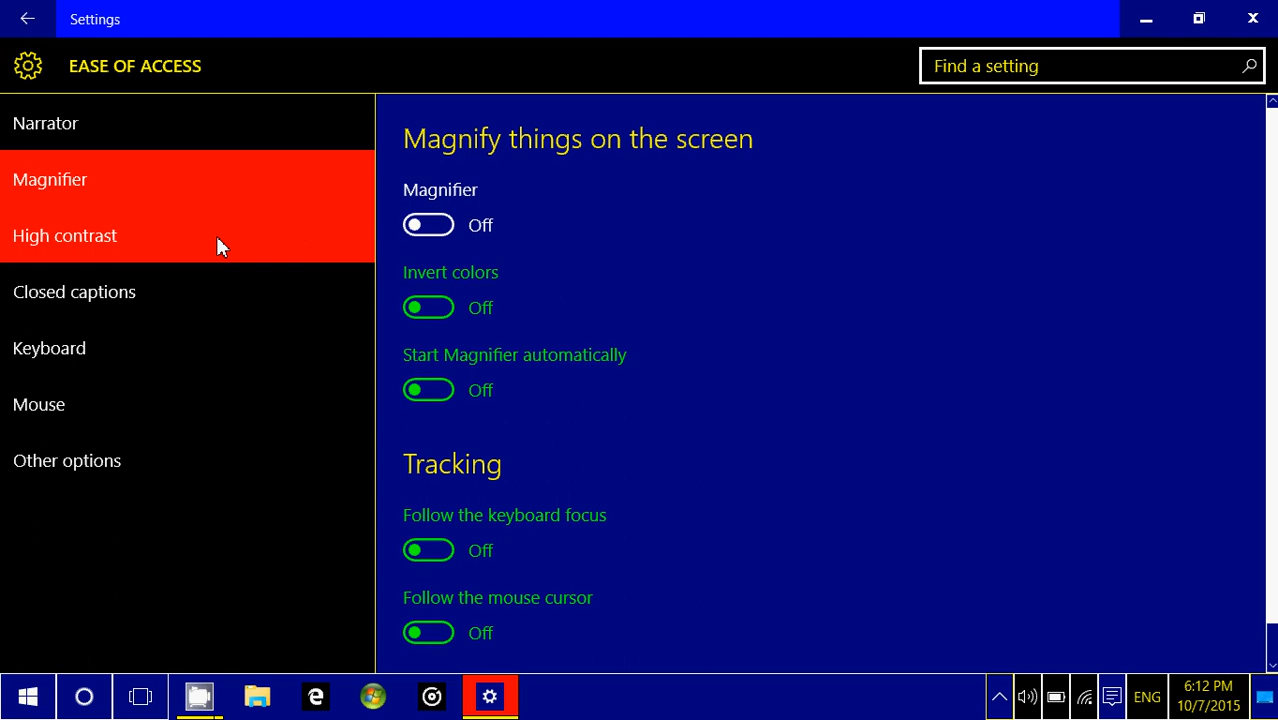 Settings
EASE OF ACCESS
Find a setting
Narrator
Magnifier
High contrast
Closed captions
Keyboard
Mouse
Other options
Magnify things on the screen
Magnifier
Off
Invert colors
Off
Start Magnifier automatically
Off
Tracking
Follow the keyboard focus
Off
Follow the mouse cursor
Off
ENG
6:12 PM
10/7/2015